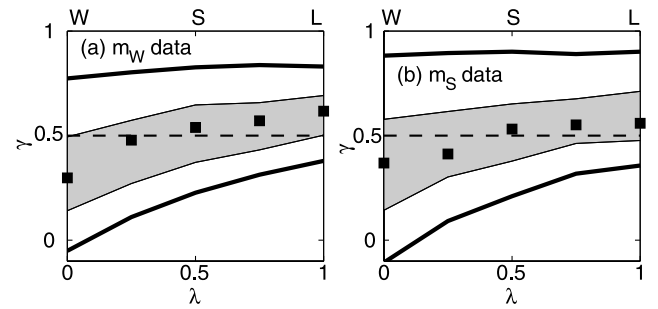 W S L
W S L
1
(a) m_W data
0.5
γ
0
0 0.5 1
λ
1
(b) m_S data
0.5
γ
0
0 0.5 1
λ